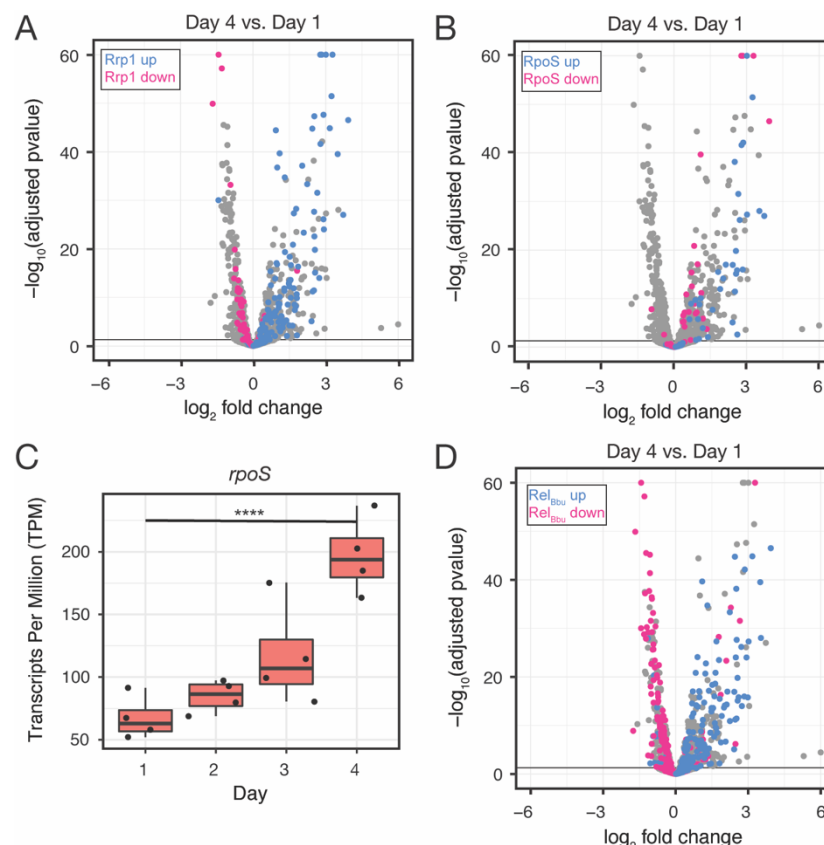 A
Day 4 vs. Day 1
Rrp1 up
Rrp1 down
−log10(adjusted pvalue)
60
40
20
0
−6
−3
0
3
6
log2 fold change
B
Day 4 vs. Day 1
RpoS up
RpoS down
−log10(adjusted pvalue)
60
40
20
0
−6
−3
0
3
6
log2 fold change
C
rpoS
****
Transcripts Per Million (TPM)
200
150
100
50
1
2
3
4
Day
D
Day 4 vs. Day 1
RelBbu up
RelBbu down
−log10(adjusted pvalue)
60
40
20
0
−6
−3
0
3
6
log2 fold change